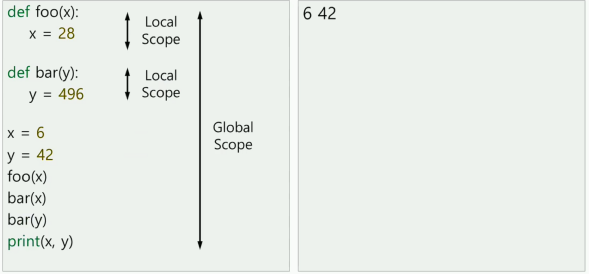 def foo(x):
x = 28
Local
Scope
def bar(y):
y = 496
Local
Scope
x = 6
y = 42
foo(x)
bar(x)
bar(y)
print(x, y)
Global
Scope
6 42